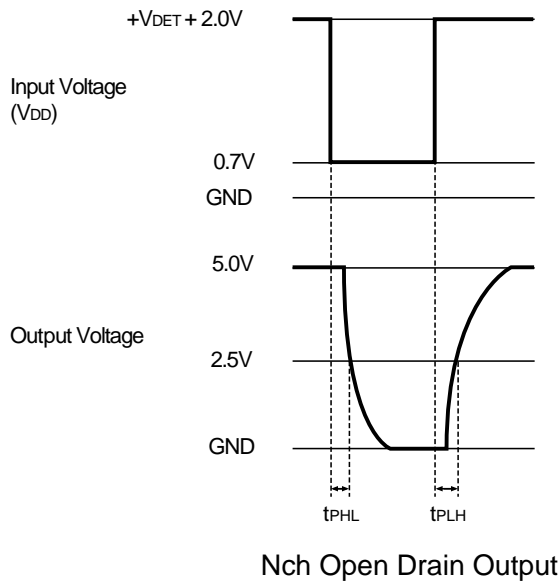 +VDET + 2.0V
Input Voltage
(VDD)
0.7V
GND
5.0V
Output Voltage
2.5V
GND
tPHL tPLH
Nch Open Drain Output